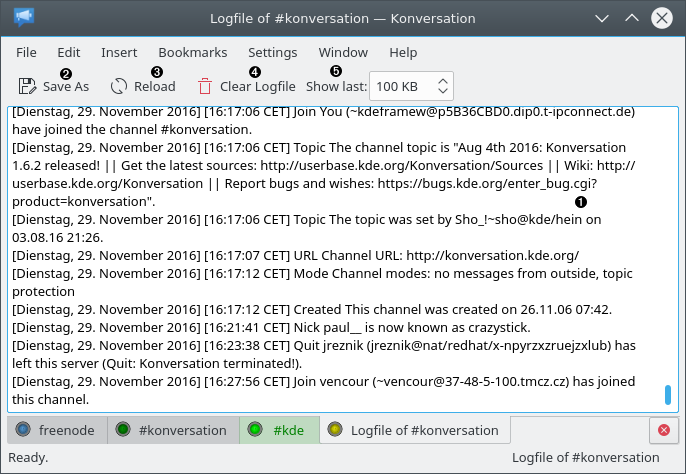 Logfile of #konversation — Konversation
File Edit Insert Bookmarks Settings Window Help
2 3 4 5
Save As Reload Clear Logfile Show last: 100 KB
[Dienstag, 29. November 2016] [16:17:06 CET] Join You (~kdeframew@p5B36CBD0.dip0.t-ipconnect.de)
have joined the channel #konversation.
[Dienstag, 29. November 2016] [16:17:06 CET] Topic The channel topic is "Aug 4th 2016: Konversation
1.6.2 released! || Get the latest sources: http://userbase.kde.org/Konversation/Sources || Wiki: http://
userbase.kde.org/Konversation || Report bugs and wishes: https://bugs.kde.org/enter_bug.cgi?
product=konversation".
1
[Dienstag, 29. November 2016] [16:17:06 CET] Topic The topic was set by Sho_!~sho@kde/hein on
03.08.16 21:26.
[Dienstag, 29. November 2016] [16:17:07 CET] URL Channel URL: http://konversation.kde.org/
[Dienstag, 29. November 2016] [16:17:12 CET] Mode Channel modes: no messages from outside, topic
protection
[Dienstag, 29. November 2016] [16:17:12 CET] Created This channel was created on 26.11.06 07:42.
[Dienstag, 29. November 2016] [16:21:41 CET] Nick paul__ is now known as crazystick.
[Dienstag, 29. November 2016] [16:23:38 CET] Quit jreznik (jreznik@nat/redhat/x-npyrzxzruejzxlub) has
left this server (Quit: Konversation terminated!).
[Dienstag, 29. November 2016] [16:27:56 CET] Join vencour (~vencour@37-48-5-100.tmcz.cz) has joined
this channel.
freenode #konversation #kde Logfile of #konversation
Ready. Logfile of #konversation